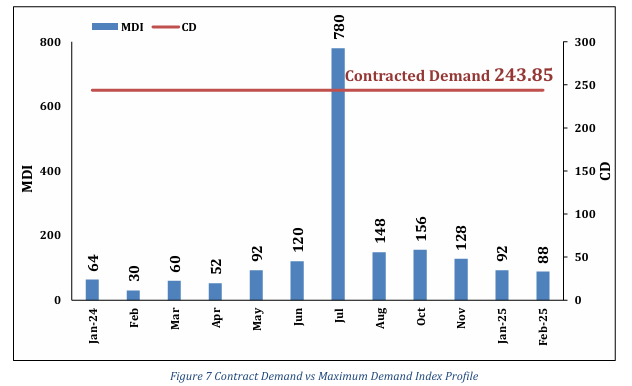 MDI CD
800
600
400
200
0
MDI
300
250
200
150
100
50
0
CD
Contracted Demand 243.85
64
30
60
52
92
120
780
148
156
128
92
88
Jan-24
Feb
Mar
Apr
May
Jun
Jul
Aug
Oct
Nov
Jan-25
Feb-25
Figure 7 Contract Demand vs Maximum Demand Index Profile